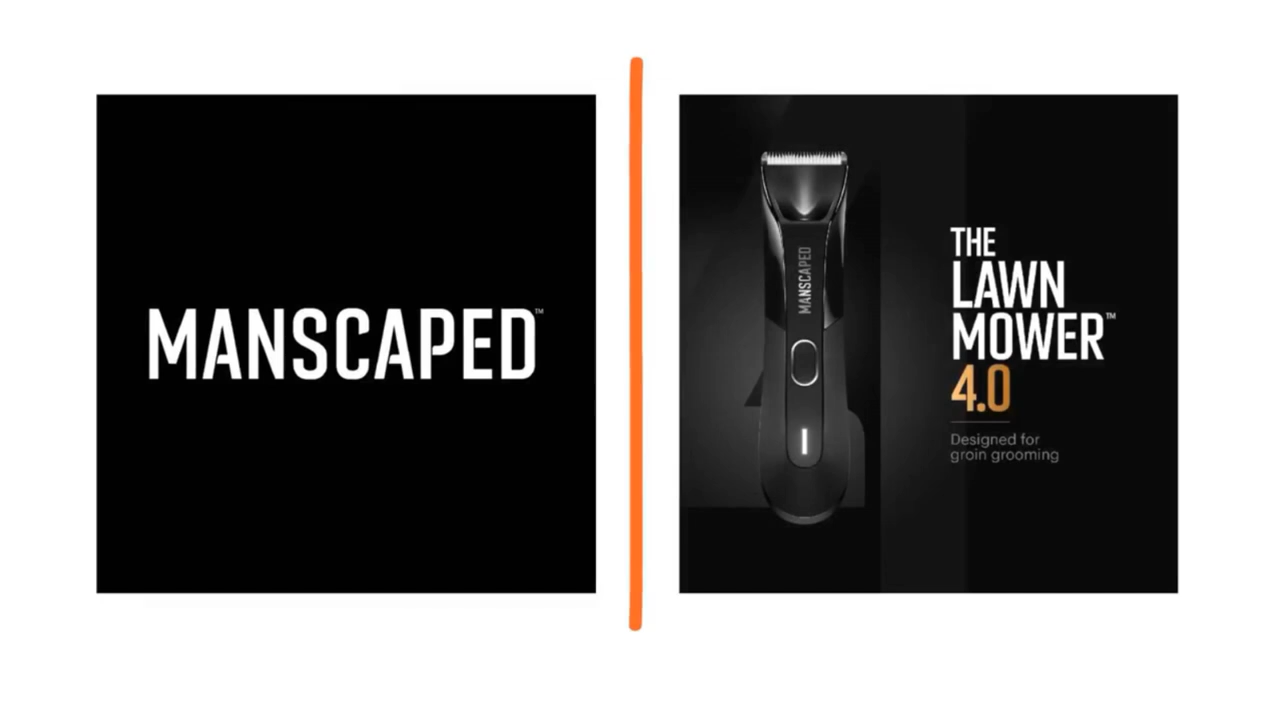 MANSCAPED™
MANSCAPED
THE
LAWN
MOWER™
4.0
Designed for
groin grooming